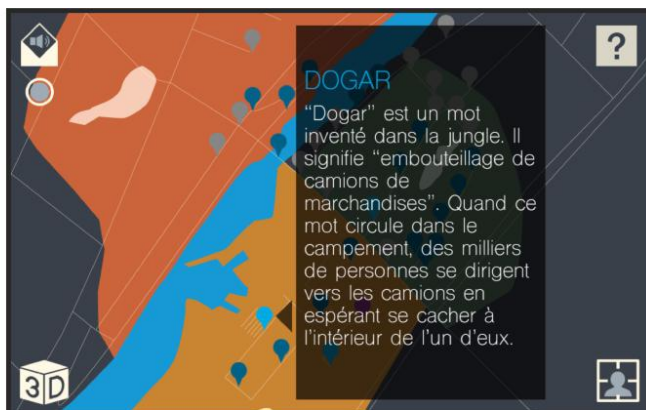 ?
DOGAR
“Dogar” est un mot
inventé dans la jungle. Il
signifie “embouteillage de
camions de
marchandises”. Quand ce
mot circule dans le
campement, des milliers
de personnes se dirigent
vers les camions en
espérant se cacher à
l’intérieur de l’un d’eux.
3D